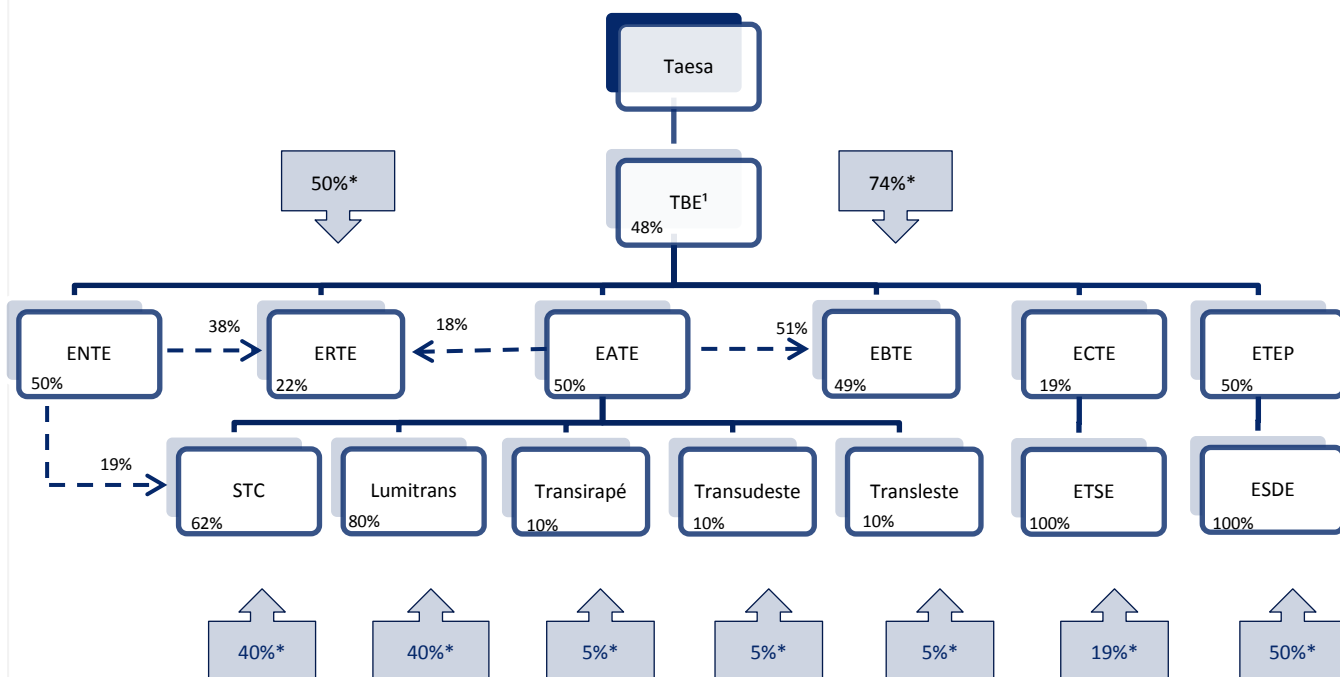 Taesa
50%*
TBE¹
48%
74%*
ENTE
50%
38%
ERTE
22%
18%
EATE
50%
51%
EBTE
49%
ECTE
19%
ETEP
50%
19%
STC
62%
Lumitrans
80%
Transirapé
10%
Transudeste
10%
Transleste
10%
ETSE
100%
ESDE
100%
40%*
40%*
5%*
5%*
5%*
19%*
50%*